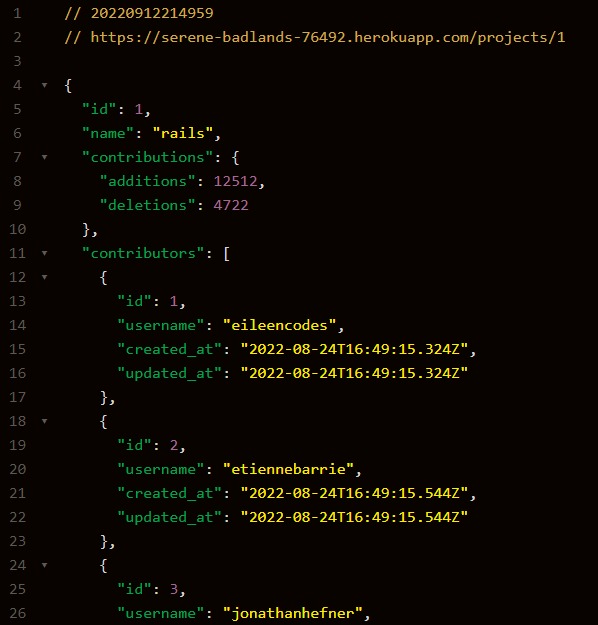 1 // 20220912214959
2 // https://serene-badlands-76492.herokuapp.com/projects/1
3
4 {
5 "id": 1,
6 "name": "rails",
7 "contributions": {
8 "additions": 12512,
9 "deletions": 4722
10 },
11 "contributors": [
12 {
13 "id": 1,
14 "username": "eileencodes",
15 "created_at": "2022-08-24T16:49:15.324Z",
16 "updated_at": "2022-08-24T16:49:15.324Z"
17 },
18 {
19 "id": 2,
20 "username": "etiennebarrie",
21 "created_at": "2022-08-24T16:49:15.544Z",
22 "updated_at": "2022-08-24T16:49:15.544Z"
23 },
24 {
25 "id": 3,
26 "username": "jonathanhefner",